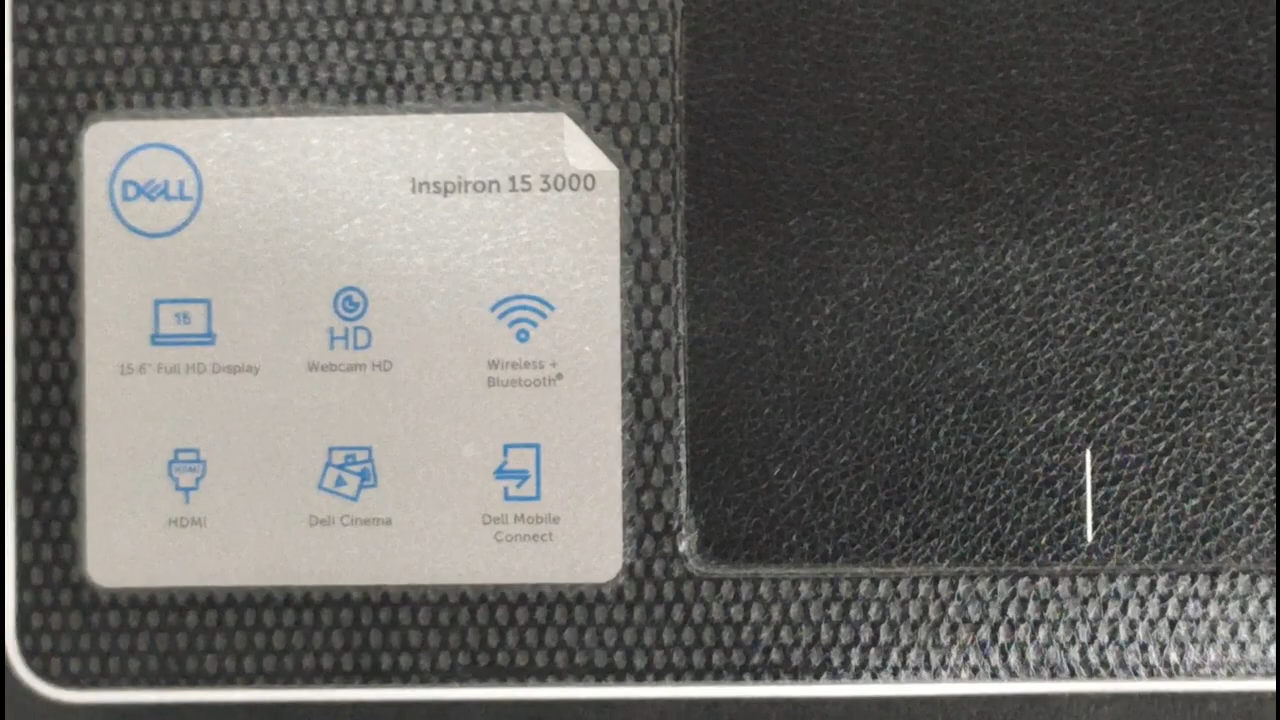 DELL
Inspiron 15 3000
15
HD
15.6" Full HD Display
Webcam HD
Wireless +
Bluetooth®
HDMI
HDMI
Dell Cinema
Dell Mobile
Connect